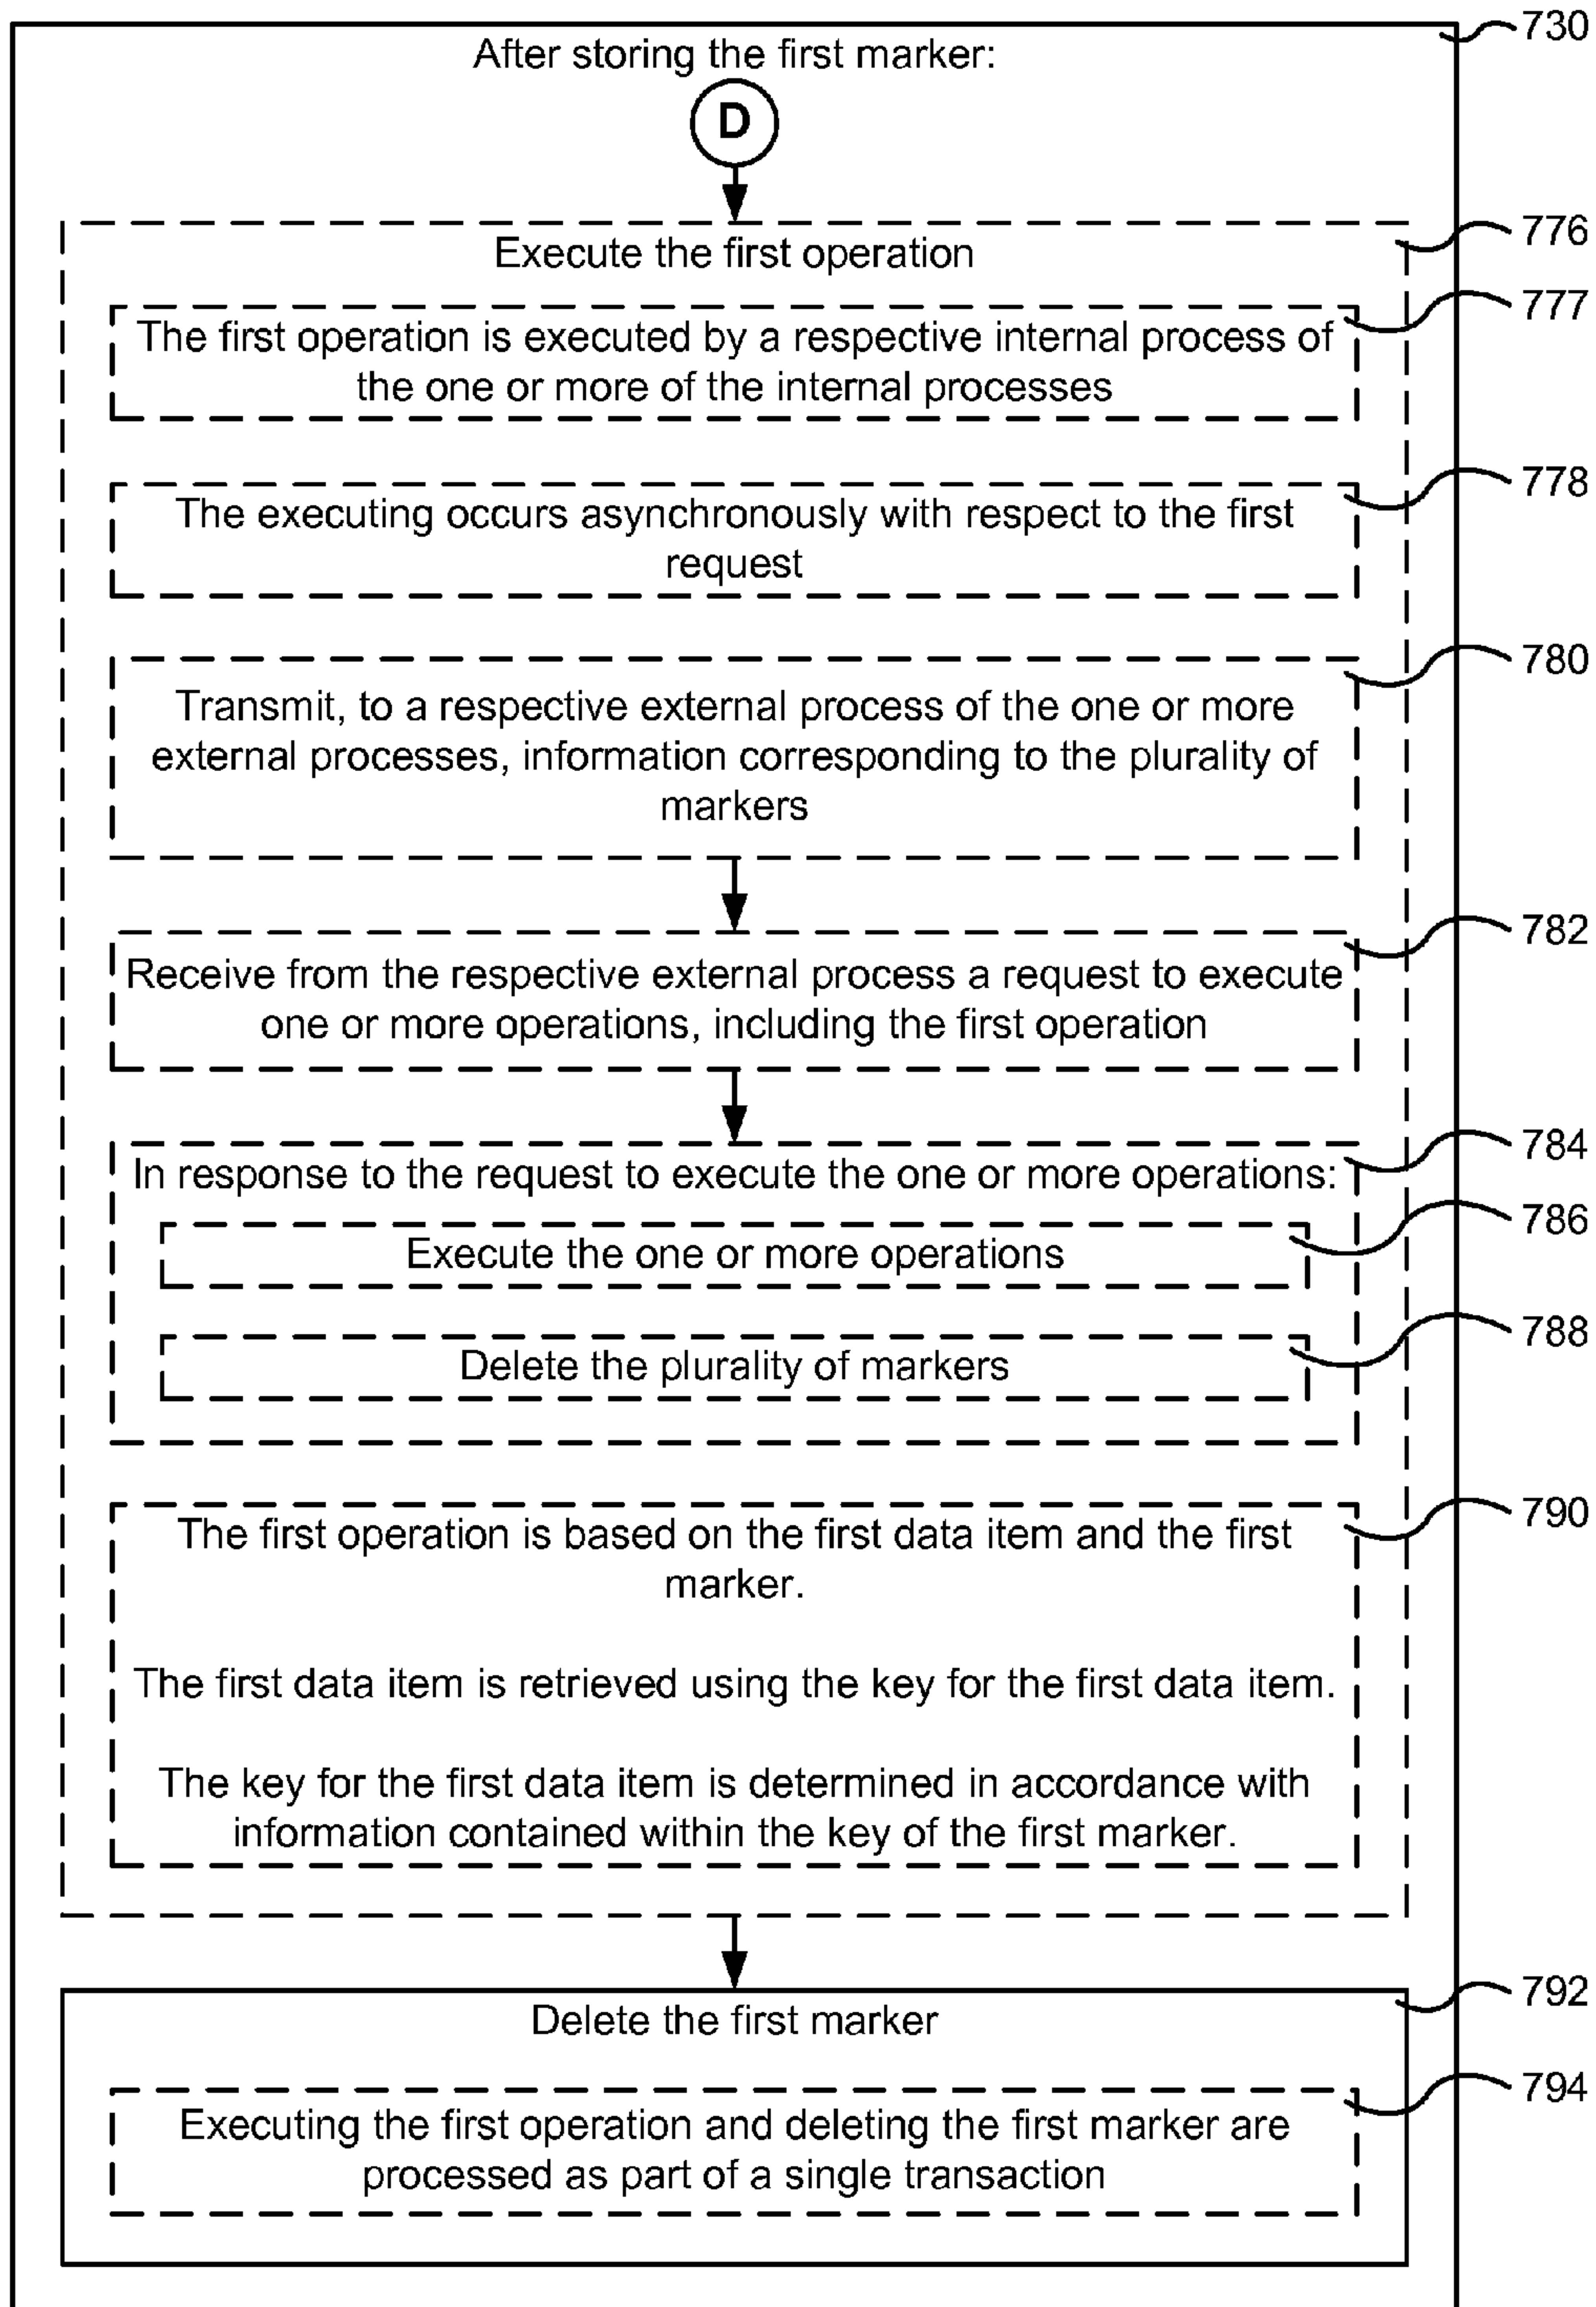 730
After storing the first marker:
D
776
Execute the first operation
777
The first operation is executed by a respective internal process of
the one or more of the internal processes
778
The executing occurs asynchronously with respect to the first
request
780
Transmit, to a respective external process of the one or more
external processes, information corresponding to the plurality of
markers
782
Receive from the respective external process a request to execute
one or more operations, including the first operation
784
In response to the request to execute the one or more operations:
786
Execute the one or more operations
788
Delete the plurality of markers
790
The first operation is based on the first data item and the first
marker.
The first data item is retrieved using the key for the first data item.
The key for the first data item is determined in accordance with
information contained within the key of the first marker.
792
Delete the first marker
794
Executing the first operation and deleting the first marker are
processed as part of a single transaction